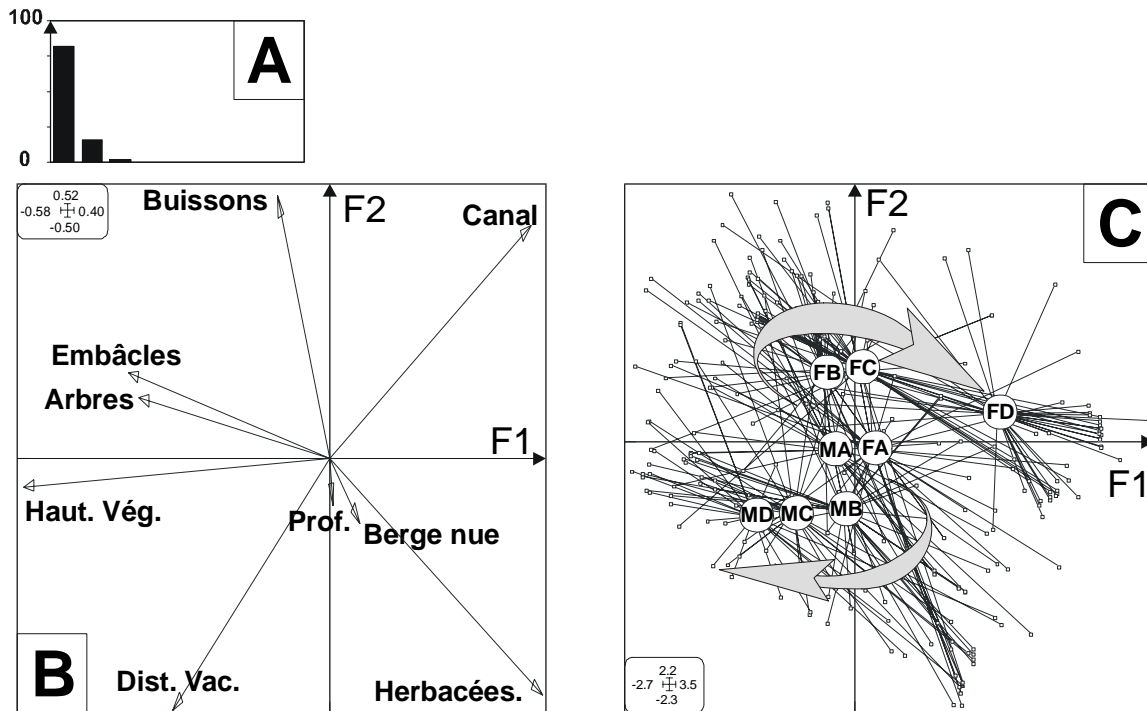 100
A
0
0.52
-0.58 0.40
-0.50
Buissons
F2
Canal
Embâcles
Arbres
F1
Haut. Vég.
Prof.
Berge nue
Dist. Vac.
Herbacées.
B
F2
C
FB
FC
FD
MA
FA
F1
MD
MC
MB
2.2
-2.7 3.5
-2.3